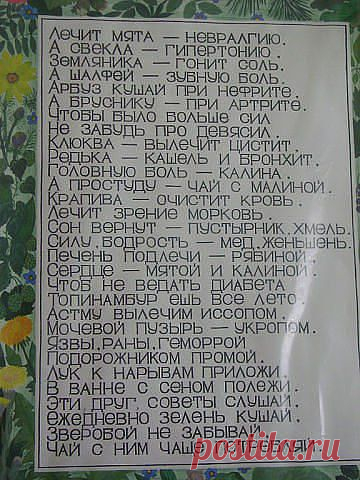 Лечит мята — невралгию.
А свекла — гипертонию.
Земляника — гонит соль.
А шалфей — зубную боль.
Арбуз кушай при нефрите.
А бруснику — при артрите.
Чтобы было больше сил
Не забудь про девясил.
Клюква — вылечит цистит.
Редька — кашель и бронхит.
Головную боль — калина.
А простуду — чай с малиной.
Крапива — очистит кровь.
Лечит зрение морковь.
Сон вернут — пустырник, хмель.
Силу, бодрость — мед, женьшень.
Печень подлечи — рябиной.
Сердце — мятой и калиной.
Чтоб не ведать диабета
Топинамбур ешь все лето.
Астму вылечим иссопом.
Мочевой пузырь — укропом.
Язвы, раны, геморрой
Подорожником промой.
Лук к нарывам приложи.
В ванне с сеном полежи.
Эти друг, советы слушай.
Ежедневно зелень кушай.
Зверобой не забывай
Чай с ним чаще употребляй.
postila.ru